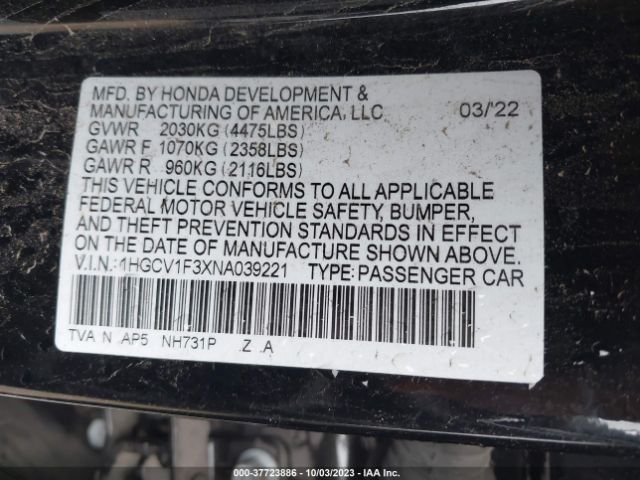 MFD. BY HONDA DEVELOPMENT &
MANUFACTURING OF AMERICA, LLC 03/'22
GVWR 2030KG (4475LBS)
GAWR F 1070KG (2358LBS)
GAWR R 960KG (2116LBS)
THIS VEHICLE CONFORMS TO ALL APPLICABLE
FEDERAL MOTOR VEHICLE SAFETY, BUMPER,
AND THEFT PREVENTION STANDARDS IN EFFECT
ON THE DATE OF MANUFACTURE SHOWN ABOVE.
V.I.N.: 1HGCV1F3XNA039221 TYPE: PASSENGER CAR
TVA N AP5 NH731P Z A
000-37723886 - 10/03/2023 - IAA Inc.